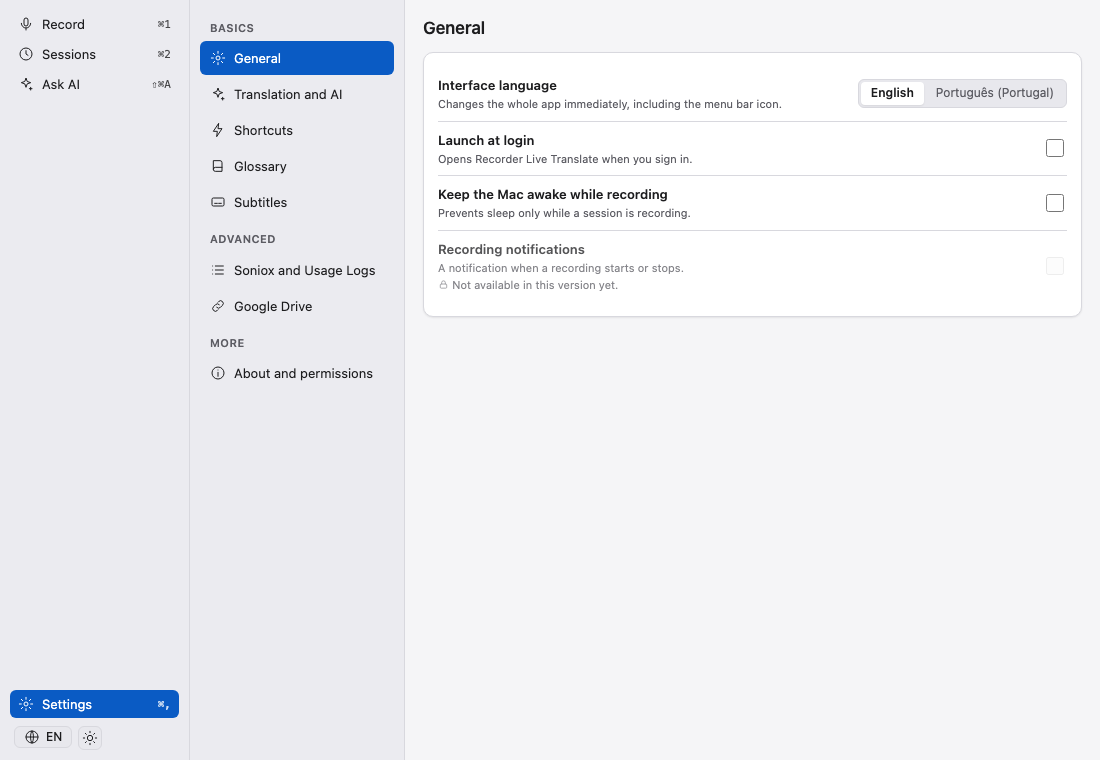 Record ⌘1
Sessions ⌘2
Ask AI ⇧⌘A
Settings ⌘,
EN
BASICS
General
Translation and AI
Shortcuts
Glossary
Subtitles
ADVANCED
Soniox and Usage Logs
Google Drive
MORE
About and permissions
General
Interface language
Changes the whole app immediately, including the menu bar icon.
English Português (Portugal)
Launch at login
Opens Recorder Live Translate when you sign in.
Keep the Mac awake while recording
Prevents sleep only while a session is recording.
Recording notifications
A notification when a recording starts or stops.
Not available in this version yet.